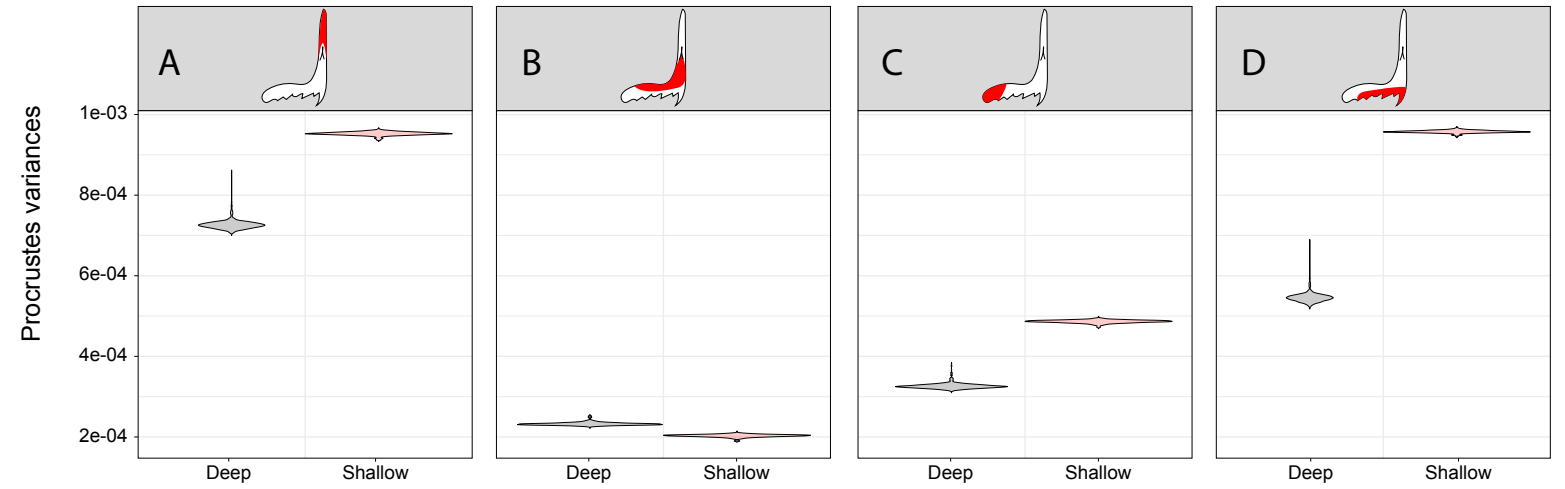 A
B
C
D
Procrustes variances
1e-03
8e-04
6e-04
4e-04
2e-04
Deep Shallow
Deep Shallow
Deep Shallow
Deep Shallow